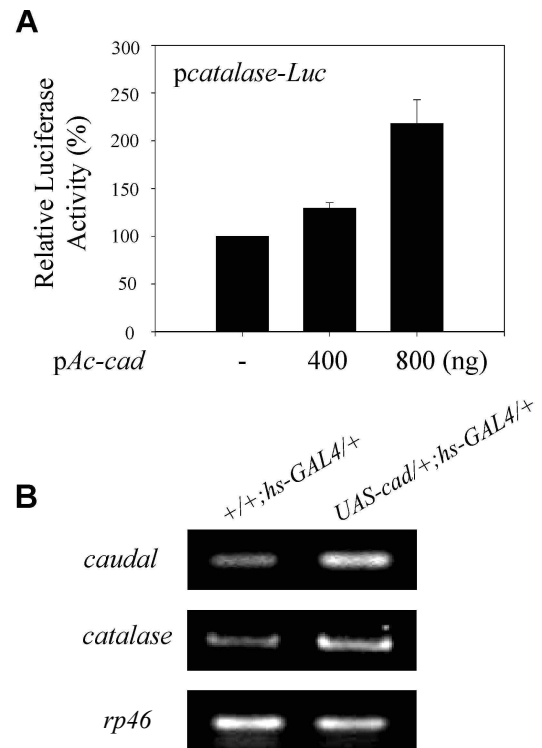 A
pcatalase-Luc
Relative Luciferase
Activity (%)
300
250
200
150
100
50
0
pAc-cad - 400 800 (ng)
B
+/+;hs-GAL4/+ UAS-cad/+;hs-GAL4/+
caudal
catalase
rp46